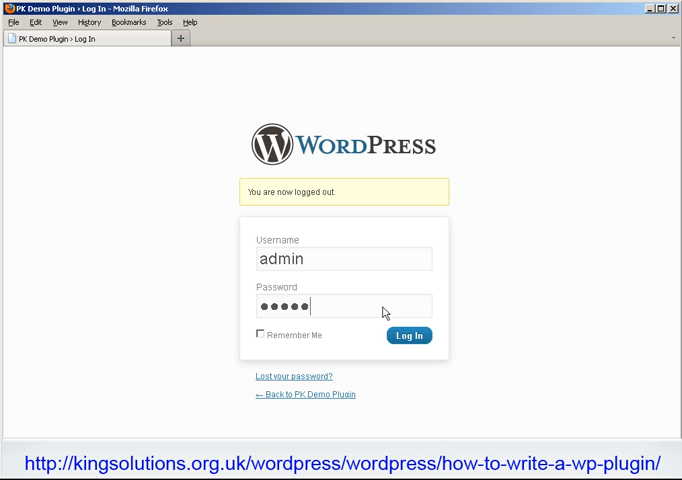 PK Demo Plugin › Log In - Mozilla Firefox
File Edit View History Bookmarks Tools Help
PK Demo Plugin › Log In
WORDPRESS
You are now logged out.
Username
admin
Password
Remember Me Log In
Lost your password?
← Back to PK Demo Plugin
http://kingsolutions.org.uk/wordpress/wordpress/how-to-write-a-wp-plugin/